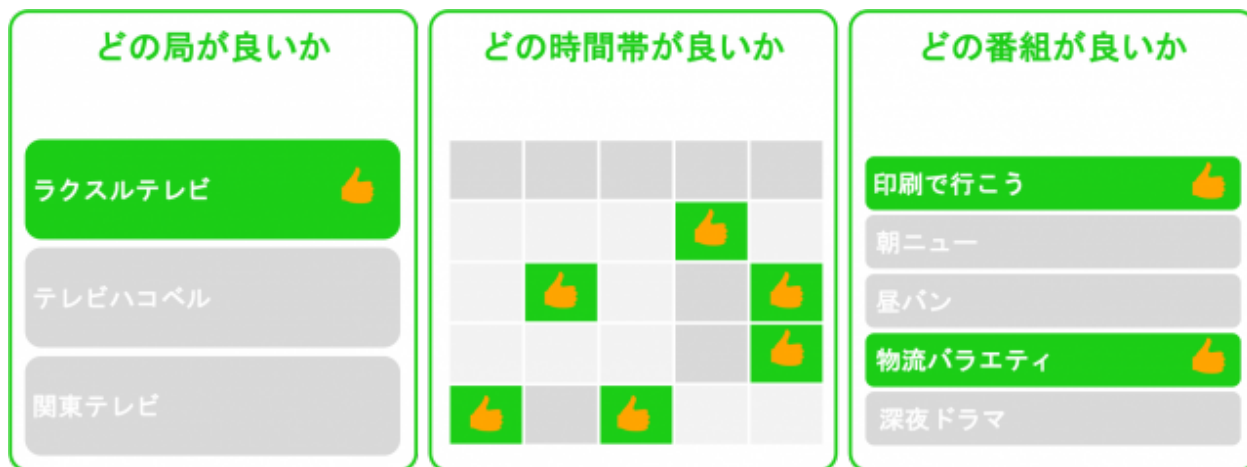 どの局が良いか
ラクスルテレビ
テレビハコベル
関東テレビ
どの時間帯が良いか
どの番組が良いか
印刷で行こう
朝ニュー
昼バン
物流バラエティ
深夜ドラマ